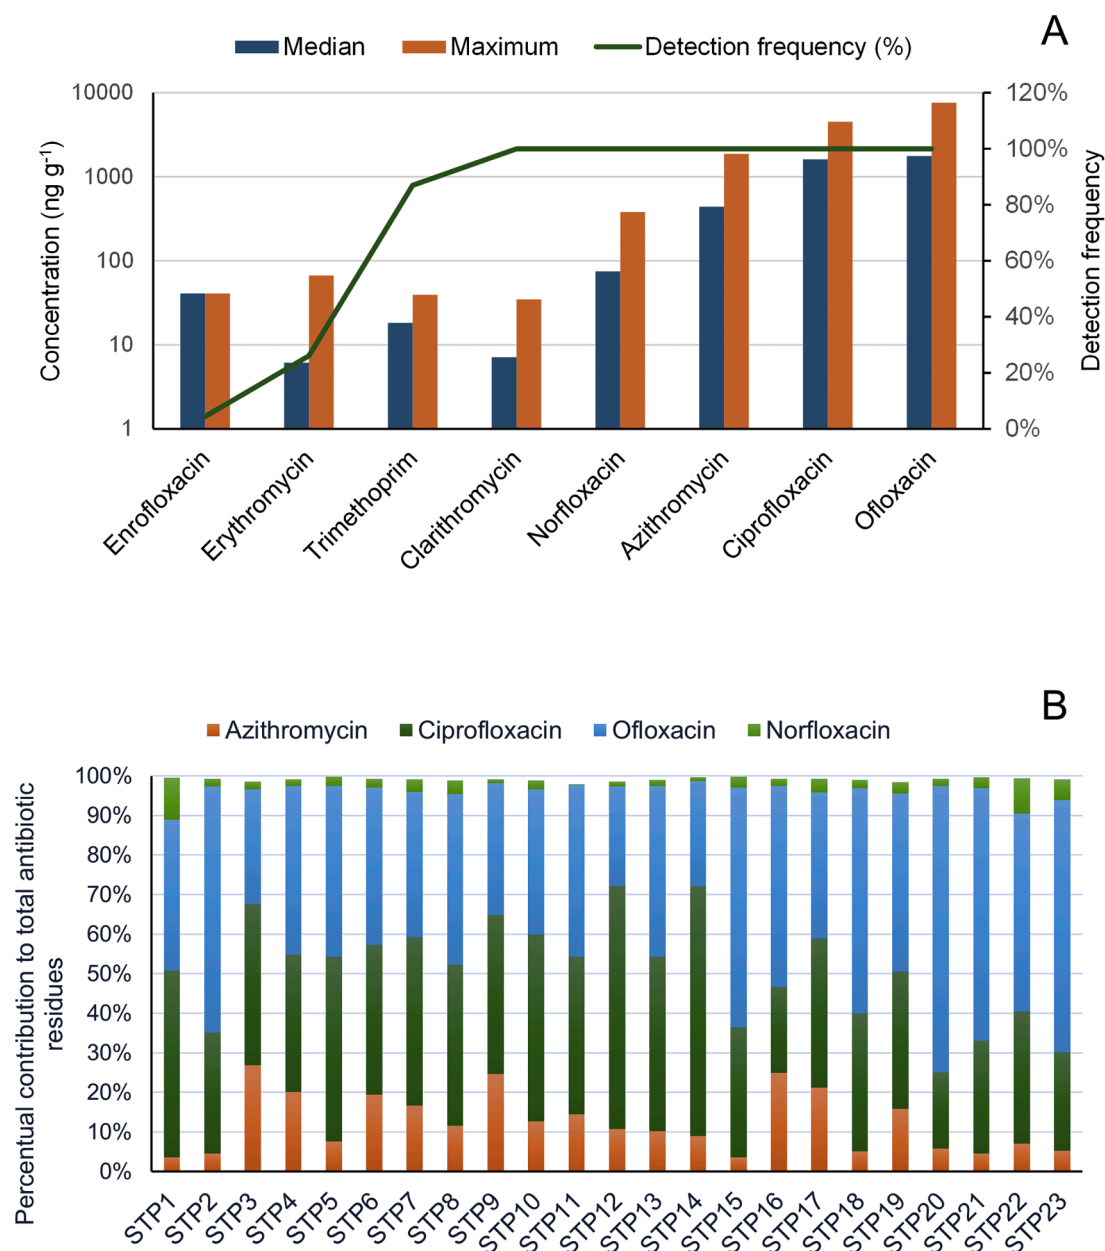 A
Median Maximum Detection frequency (%)
10000
1000
100
10
1
Concentration (ng g⁻¹)
120%
100%
80%
60%
40%
20%
0%
Detection frequency
Enrofloxacin Erythromycin Trimethoprim Clarithromycin Norfloxacin Azithromycin Ciprofloxacin Ofloxacin
B
Azithromycin Ciprofloxacin Ofloxacin Norfloxacin
Percentual contribution to total antibiotic
residues
100%
90%
80%
70%
60%
50%
40%
30%
20%
10%
0%
STP1 STP2 STP3 STP4 STP5 STP6 STP7 STP8 STP9 STP10 STP11 STP12 STP13 STP14 STP15 STP16 STP17 STP18 STP19 STP20 STP21 STP22 STP23